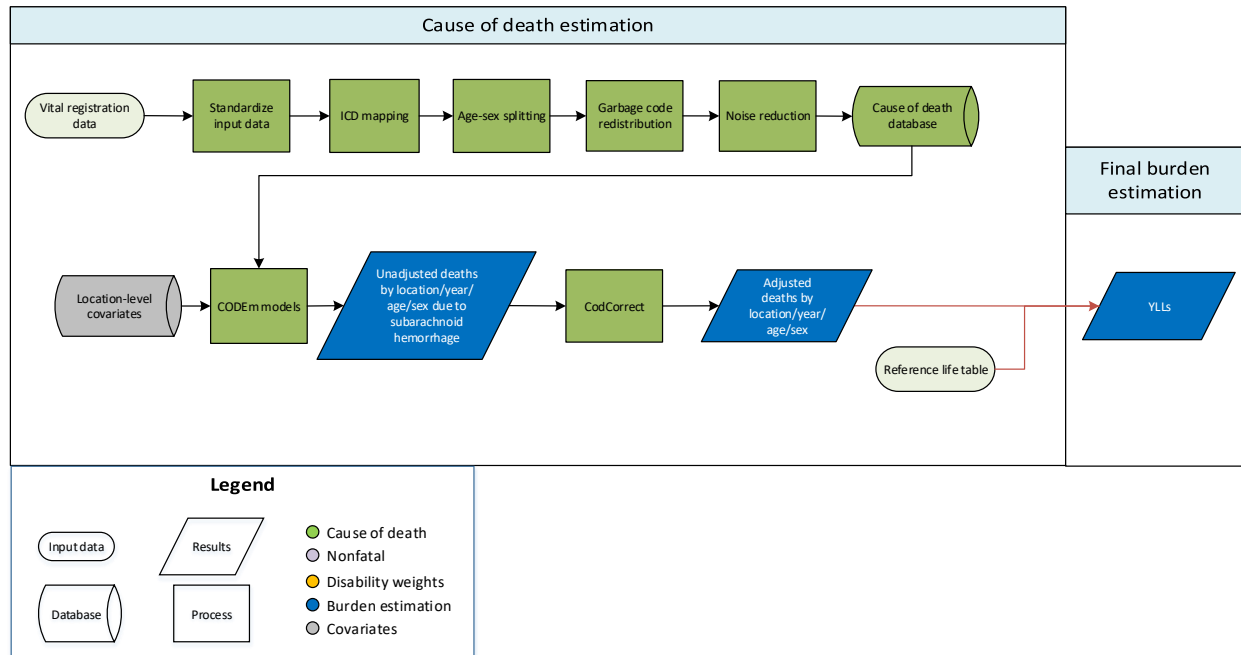 Cause of death estimation
Vital registration
data
Standardize
input data
ICD mapping
Age-sex splitting
Garbage code
redistribution
Noise reduction
Cause of death
database
Final burden
estimation
Location-level
covariates
CODEm models
Unadjusted deaths
by location/year/
age/sex due to
subarachnoid
hemorrhage
CodCorrect
Adjusted
deaths by
location/year/
age/sex
Reference life table
YLLs
Legend
Input data
Results
Database
Process
Cause of death
Nonfatal
Disability weights
Burden estimation
Covariates